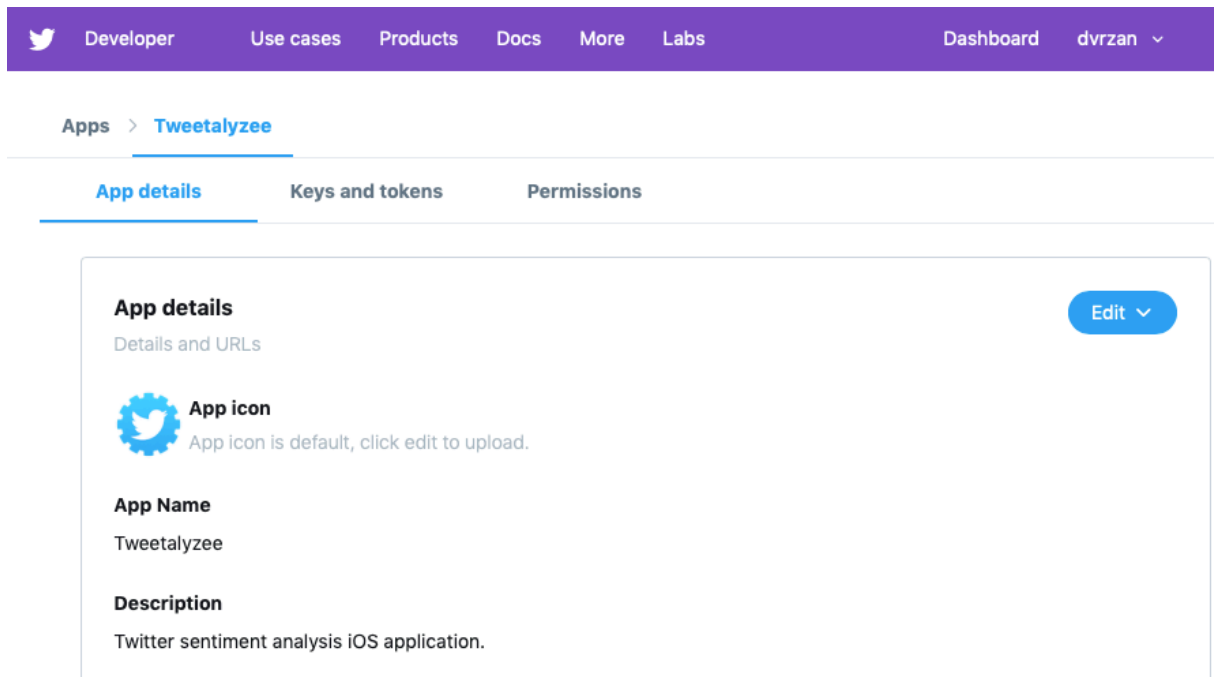 Developer Use cases Products Docs More Labs Dashboard dvrzan
Apps Tweetalyzee
App details Keys and tokens Permissions
App details
Edit
Details and URLs
App icon
App icon is default, click edit to upload.
App Name
Tweetalyzee
Description
Twitter sentiment analysis iOS application.